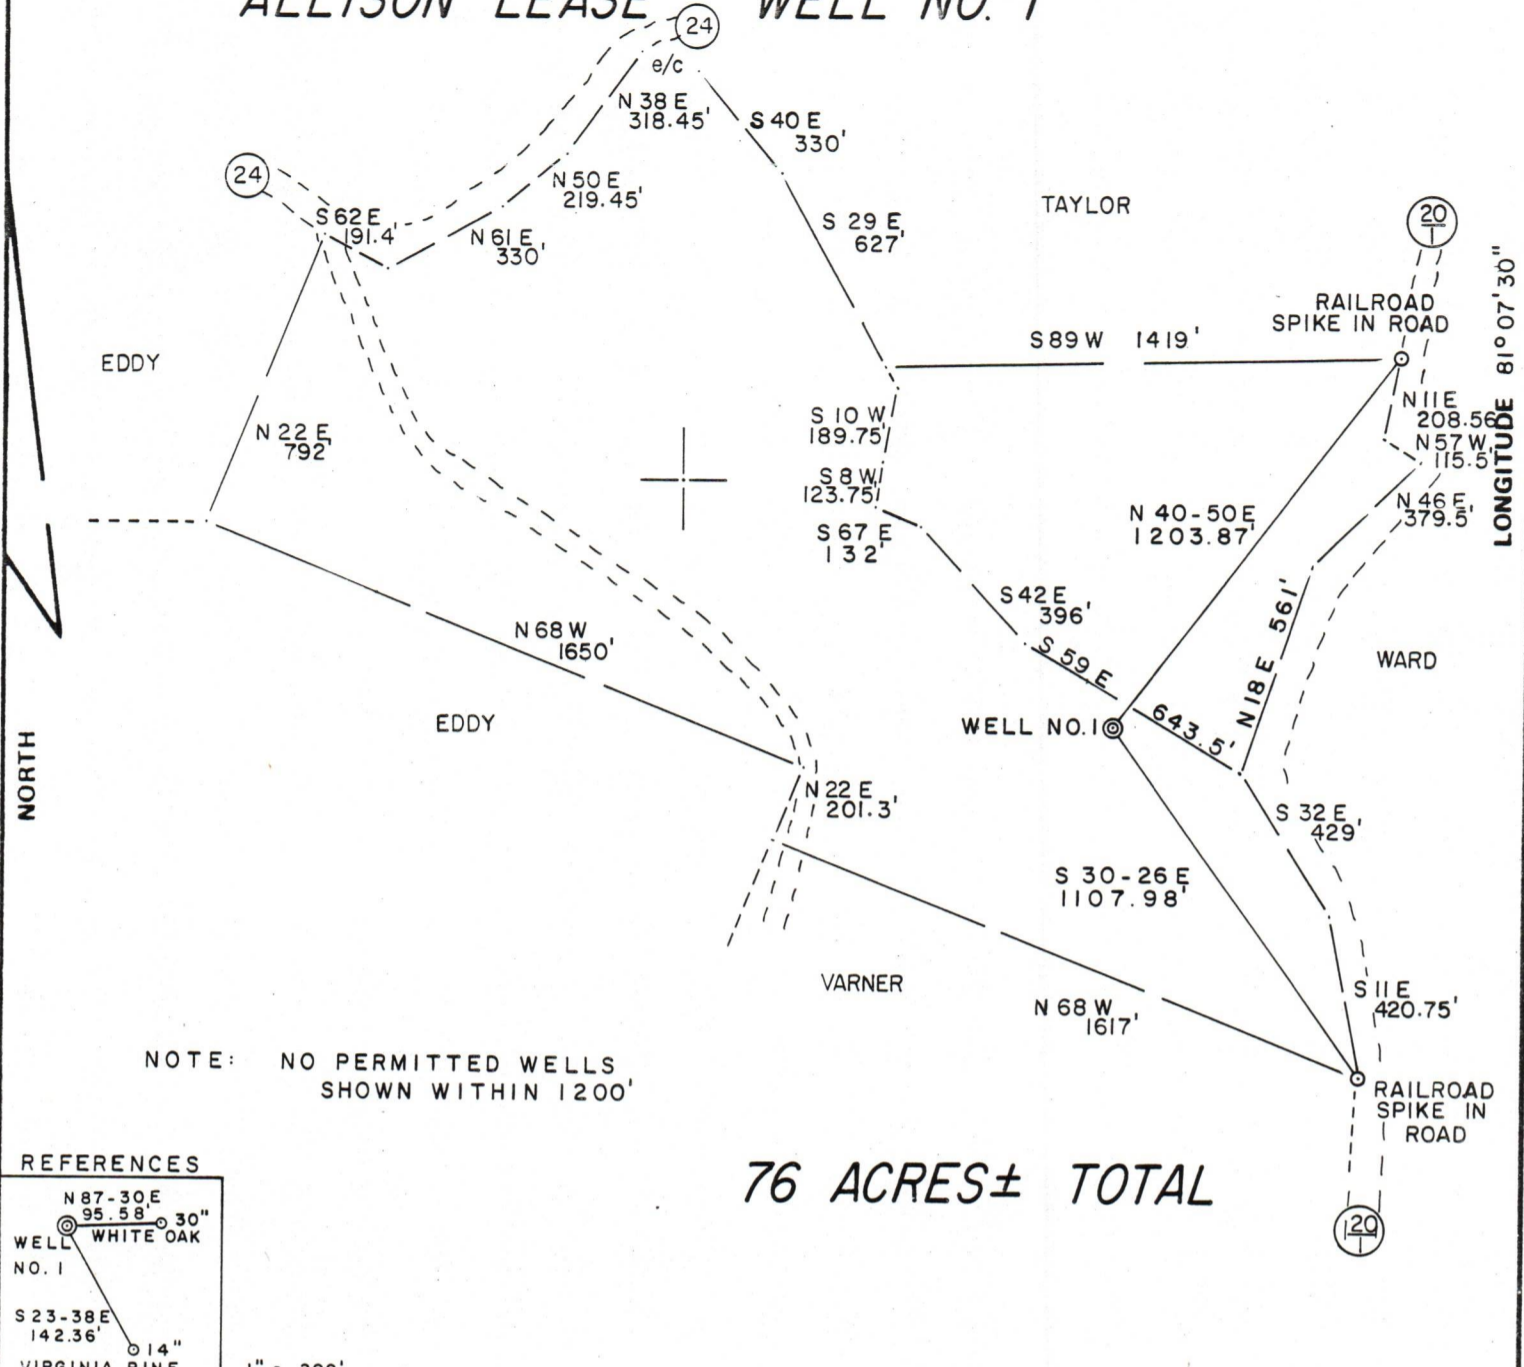 ALLISON LEASE WELL NO. 1
24
e/c
N 38 E
318.45'
S 40 E
330'
24
N 50 E
219.45'
S 62 E
191.4'
N 61 E
330'
S 29 E
627'
TAYLOR
20
1
RAILROAD
SPIKE IN ROAD
LONGITUDE 81° 07' 30"
EDDY
S 89 W 1419'
N 11 E
208.56
N 57 W
115.5'
N 46 E
379.5'
N 22 E
792'
S 10 W
189.75'
S 8 W
123.75'
S 67 E
132'
N 40-50 E
1203.87'
S 42 E
396'
N 18 E 561'
N 68 W
1650'
S 59 E
643.5'
WARD
EDDY
WELL NO. 1
NORTH
N 22 E
201.3'
S 32 E
429'
S 30-26 E
1107.98'
VARNER
N 68 W
1617'
S 11 E
420.75'
NOTE: NO PERMITTED WELLS
SHOWN WITHIN 1200'
RAILROAD
SPIKE IN
ROAD
76 ACRES± TOTAL
20
1
REFERENCES
N 87-30 E
95.58'
30"
WHITE OAK
WELL
NO. 1
S 23-38 E
142.36'
14"
VIRGINIA PINE